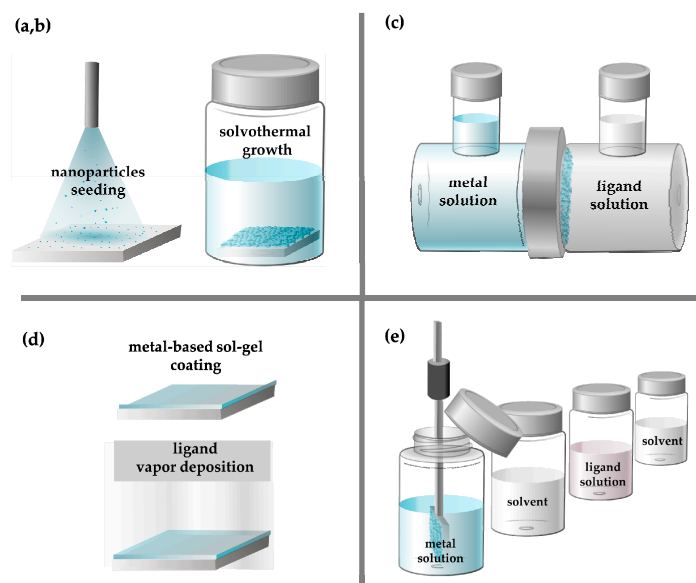 (a,b)
nanoparticles
seeding
solvothermal
growth
(c)
metal
solution
ligand
solution
(d)
metal-based sol-gel
coating
ligand
vapor deposition
(e)
metal
solution
solvent
ligand
solution
solvent